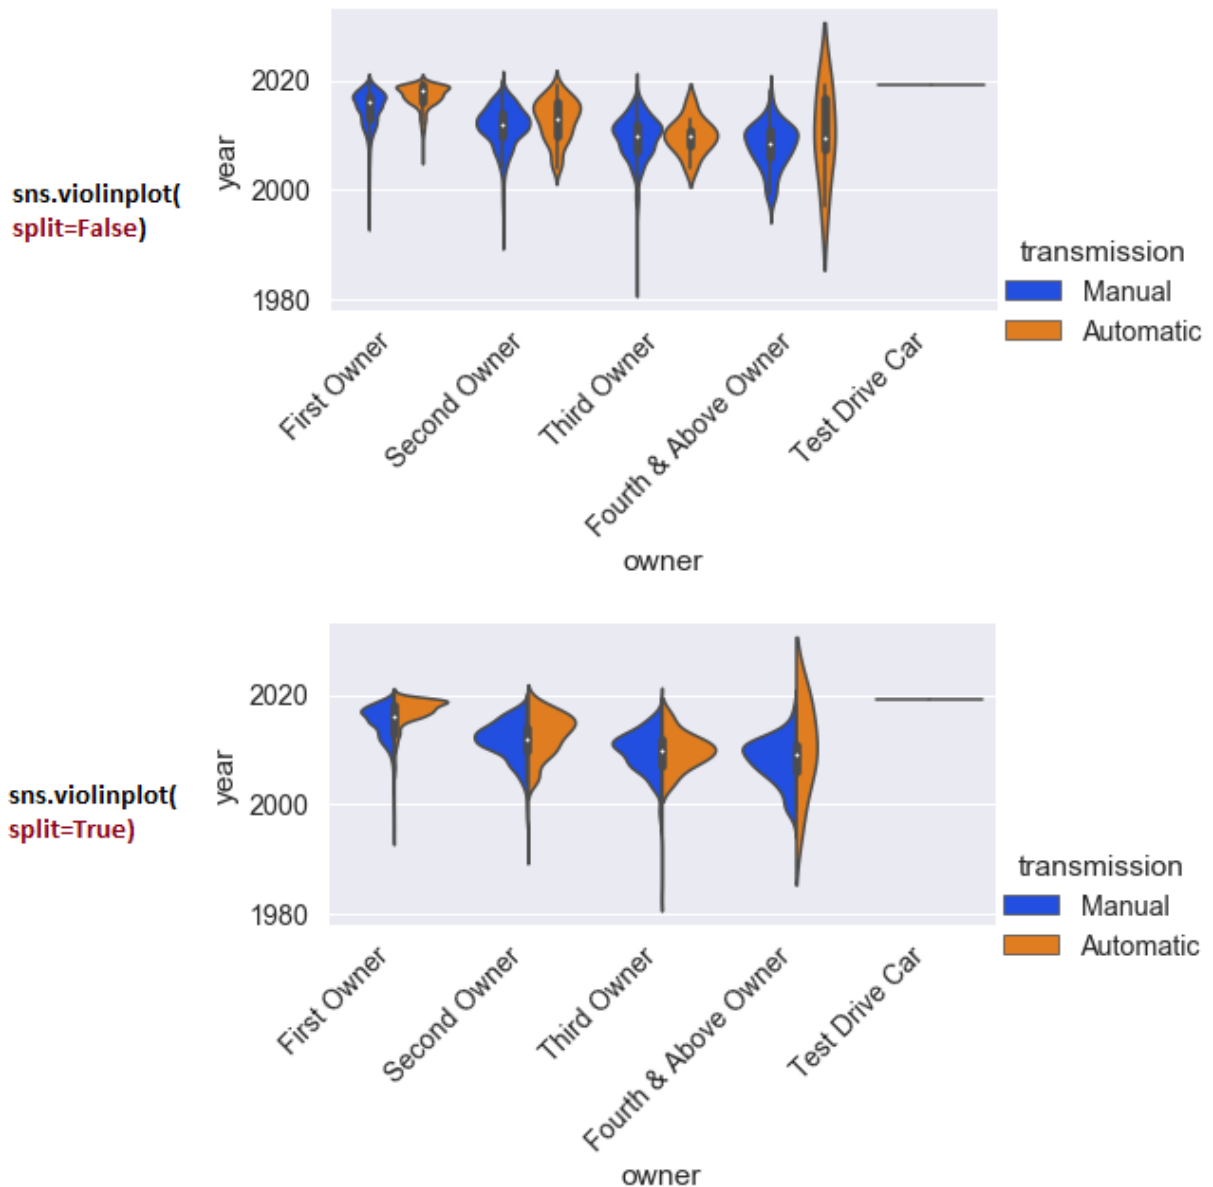 2020
2000
1980
year
sns.violinplot(
split=False)
transmission
Manual
Automatic
First Owner
Second Owner
Third Owner
Fourth & Above Owner
Test Drive Car
owner
2020
2000
1980
year
sns.violinplot(
split=True)
transmission
Manual
Automatic
First Owner
Second Owner
Third Owner
Fourth & Above Owner
Test Drive Car
owner